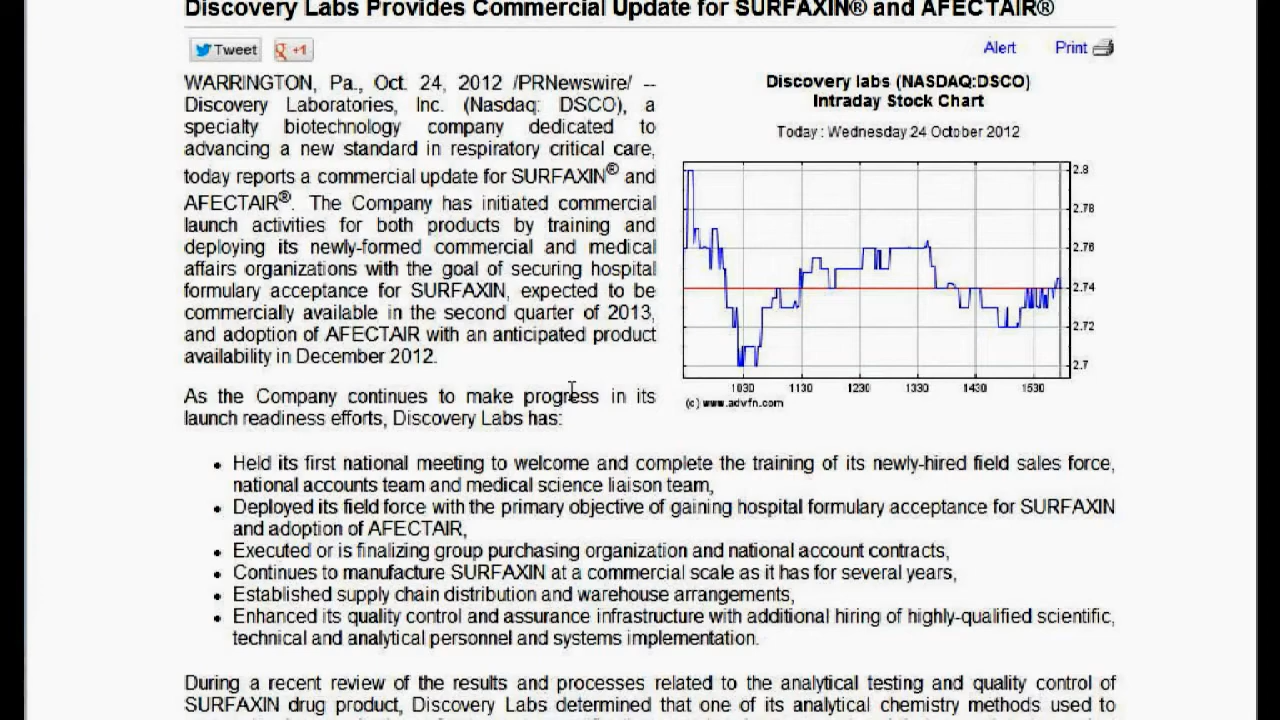 Discovery Labs Provides Commercial Update for SURFAXIN® and AFECTAIR®
Tweet
+1
Alert
Print
WARRINGTON, Pa., Oct. 24, 2012 /PRNewswire/ --
Discovery Laboratories, Inc. (Nasdaq: DSCO), a
specialty biotechnology company dedicated to
advancing a new standard in respiratory critical care,
today reports a commercial update for SURFAXIN® and
AFECTAIR®. The Company has initiated commercial
launch activities for both products by training and
deploying its newly-formed commercial and medical
affairs organizations with the goal of securing hospital
formulary acceptance for SURFAXIN, expected to be
commercially available in the second quarter of 2013,
and adoption of AFECTAIR with an anticipated product
availability in December 2012.
Discovery labs (NASDAQ:DSCO)
Intraday Stock Chart
Today : Wednesday 24 October 2012
2.8
2.78
2.76
2.74
2.72
2.7
1030 1130 1230 1330 1430 1530
(c) www.advfn.com
As the Company continues to make progress in its
launch readiness efforts, Discovery Labs has:
• Held its first national meeting to welcome and complete the training of its newly-hired field sales force,
national accounts team and medical science liaison team,
• Deployed its field force with the primary objective of gaining hospital formulary acceptance for SURFAXIN
and adoption of AFECTAIR,
• Executed or is finalizing group purchasing organization and national account contracts,
• Continues to manufacture SURFAXIN at a commercial scale as it has for several years,
• Established supply chain distribution and warehouse arrangements,
• Enhanced its quality control and assurance infrastructure with additional hiring of highly-qualified scientific,
technical and analytical personnel and systems implementation.
During a recent review of the results and processes related to the analytical testing and quality control of
SURFAXIN drug product, Discovery Labs determined that one of its analytical chemistry methods used to